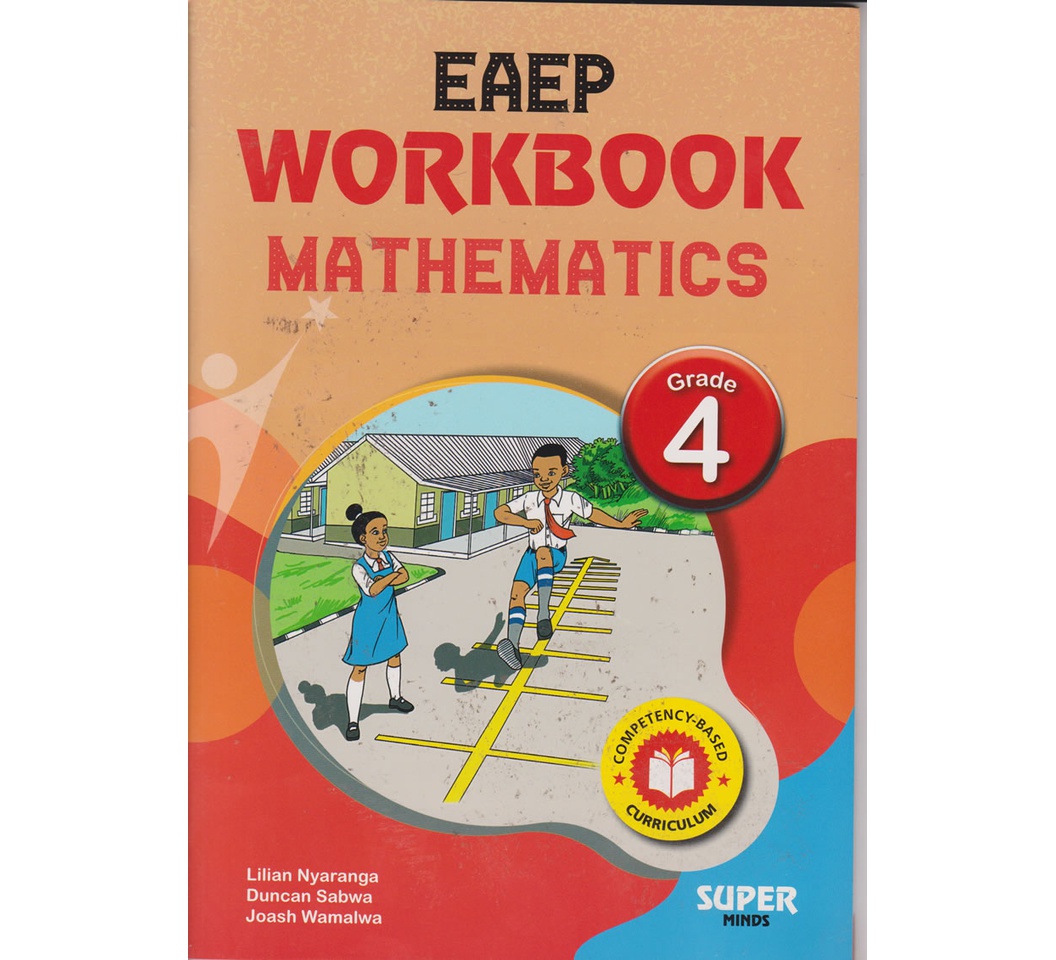 EAEP
WORKBOOK
MATHEMATICS
Grade
4
COMPETENCY-BASED
CURRICULUM
Lilian Nyaranga
Duncan Sabwa
Joash Wamalwa
SUPER
MINDS